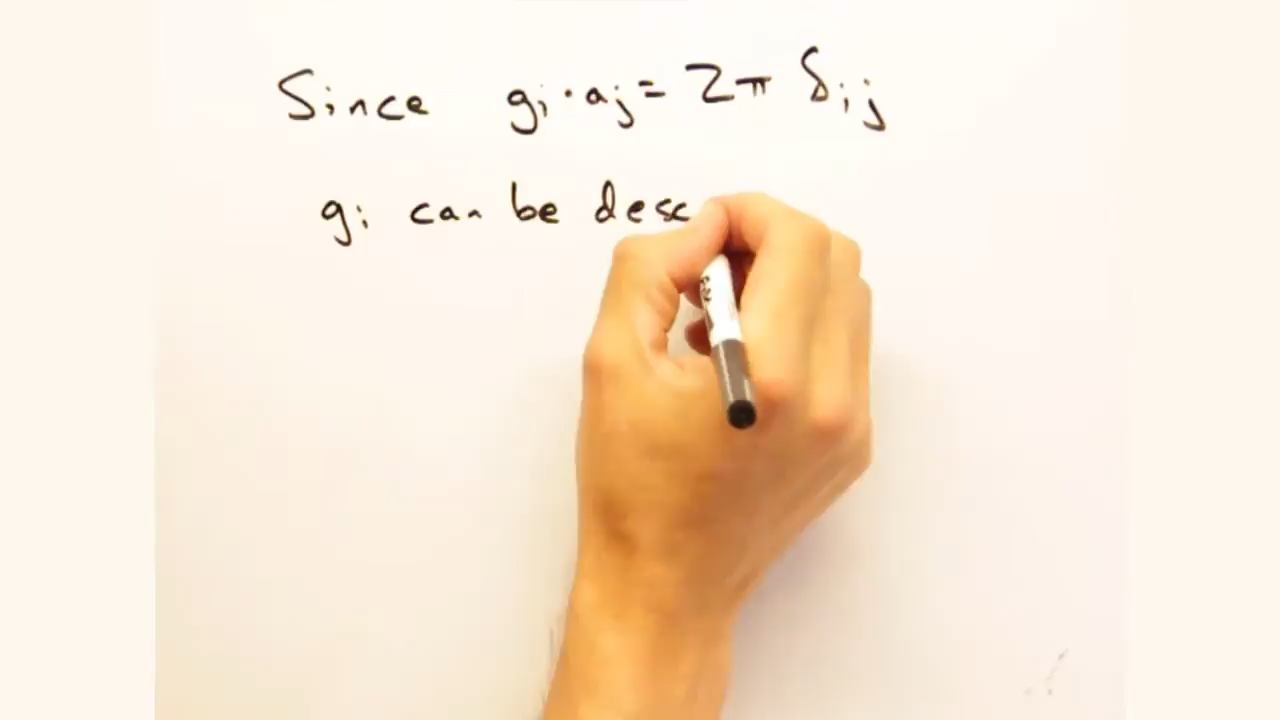 Since gi · aj = 2π δij
gi can be desc